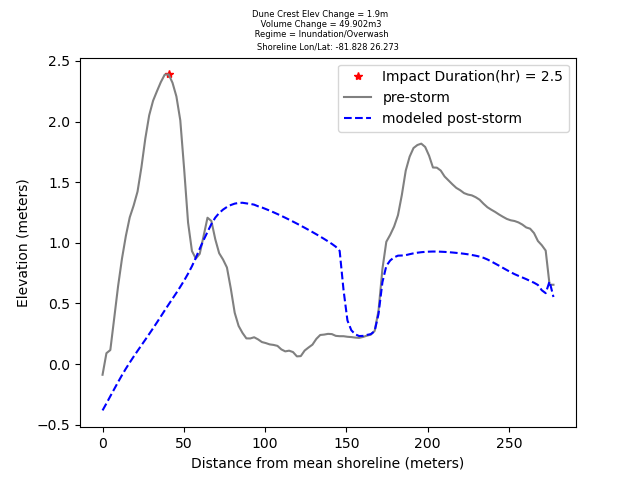 Dune Crest Elev Change = 1.9m
Volume Change = 49.902m3
Regime = Inundation/Overwash
Shoreline Lon/Lat: -81.828 26.273
Impact Duration(hr) = 2.5
pre-storm
modeled post-storm
2.5
2.0
1.5
1.0
0.5
0.0
−0.5
Elevation (meters)
0 50 100 150 200 250
Distance from mean shoreline (meters)